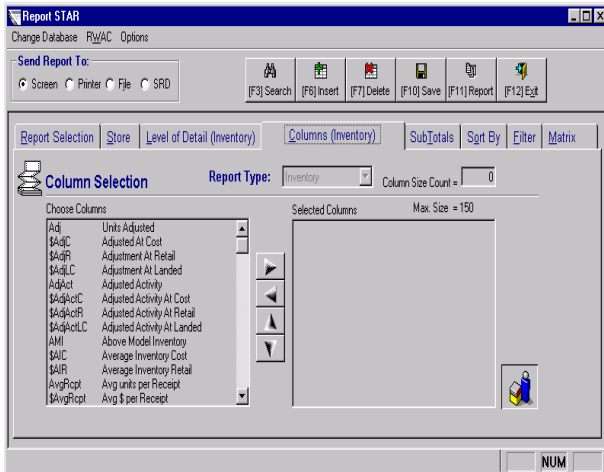 Report STAR
Change Database RWAC Options
Send Report To:
Screen Printer File SRD
[F3] Search [F6] Insert [F7] Delete [F10] Save [F11] Report [F12] Exit
Report Selection Store Level of Detail (Inventory) Columns (Inventory) SubTotals Sort By Filter Matrix
Column Selection Report Type: Inventory Column Size Count = 0
Choose Columns Selected Columns Max. Size = 150
Adj Units Adjusted
$AdjC Adjusted At Cost
$AdjR Adjustment At Retail
$AdjLC Adjustment At Landed
AdjAct Adjusted Activity
$AdjActC Adjusted Activity At Cost
$AdjActR Adjusted Activity At Retail
$AdjActLC Adjusted Activity At Landed
AMI Above Model Inventory
$AIC Average Inventory Cost
$AIR Average Inventory Retail
AvgRcpt Avg units per Receipt
$AvgRcpt Avg $ per Receipt
NUM